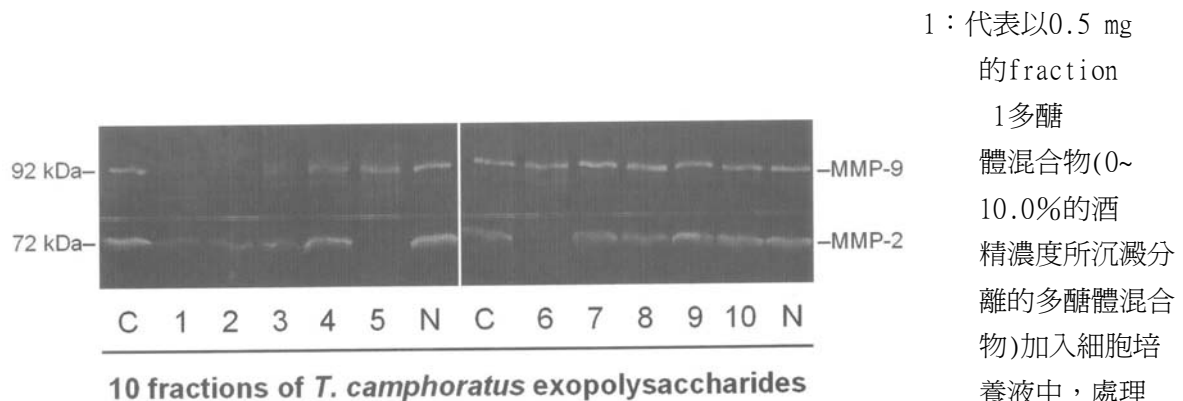 92 kDa–
–MMP-9
72 kDa–
–MMP-2
C 1 2 3 4 5 N C 6 7 8 9 10 N
10 fractions of T. camphoratus exopolysaccharides
1：代表以0.5 mg
的fraction
1多醣
體混合物(0~
10.0%的酒
精濃度所沉澱分
離的多醣體混合
物)加入細胞培
養液中，處理